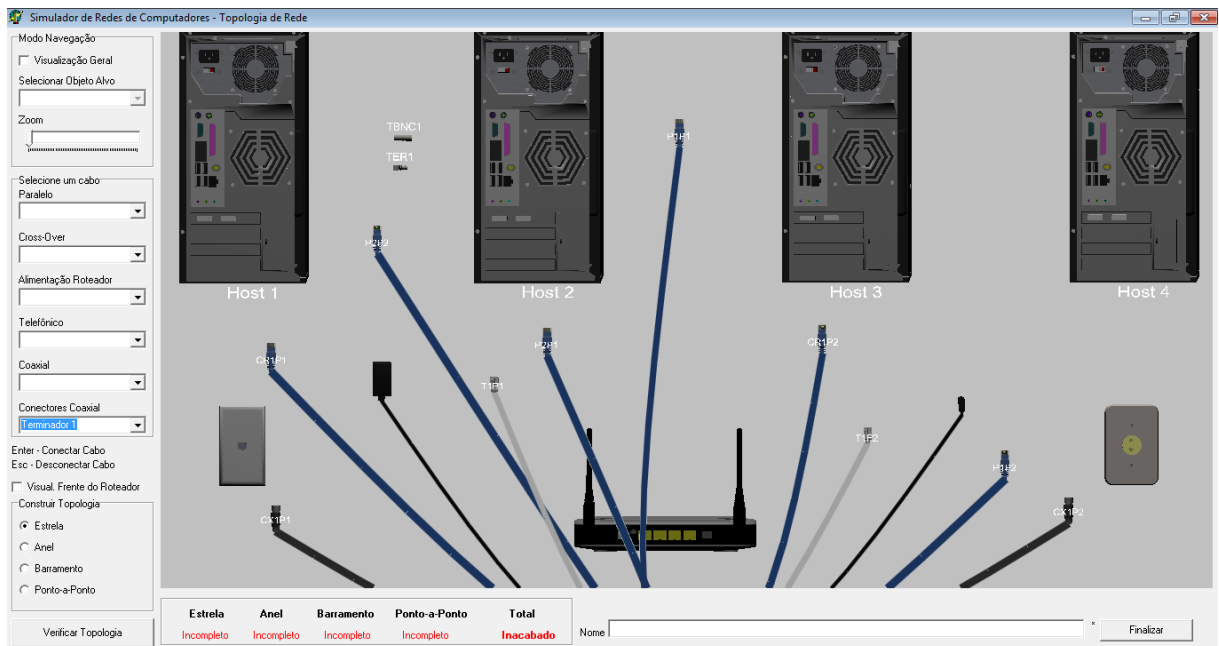 Simulador de Redes de Computadores - Topologia de Rede
Modo Navegação
Visualização Geral
Selecionar Objeto Alvo
Zoom
Selecione um cabo
Paralelo
Cross-Over
Alimentação Roteador
Telefônico
Coaxial
Conectores Coaxial
Terminador 1
Enter - Conectar Cabo
Esc - Desconectar Cabo
Visual. Frente do Roteador
Construir Topologia
Estrela
Anel
Barramento
Ponto-a-Ponto
Verificar Topologia
TBNC1
TER1
P1P1
P2P2
Host 1
Host 2
Host 3
Host 4
CR1P1
P2P1
CR1P2
T1P1
T1P2
P1P2
CX1P1
CX1P2
Estrela Anel Barramento Ponto-a-Ponto Total
Incompleto Incompleto Incompleto Incompleto Inacabado
Nome * Finalizar